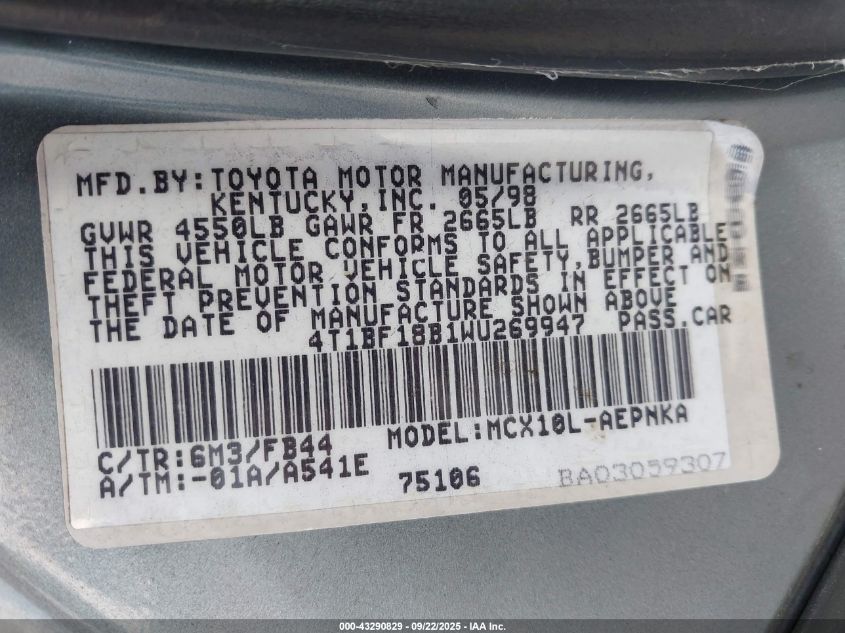 MFD.BY:TOYOTA MOTOR MANUFACTURING,
KENTUCKY,INC. 05/98
GVWR 4550LB GAWR FR 2665LB RR 2665LB
THIS VEHICLE CONFORMS TO ALL APPLICABLE
FEDERAL MOTOR VEHICLE SAFETY,BUMPER AND
THEFT PREVENTION STANDARDS IN EFFECT ON
THE DATE OF MANUFACTURE SHOWN ABOVE
4T1BF18B1WU269947 PASS.CAR
C/TR:6M3/FB44 MODEL:MCX10L-AEPNKA
A/TM:-01A/A541E 75106 BA03059307
000-43290829 - 09/22/2025 - IAA Inc.